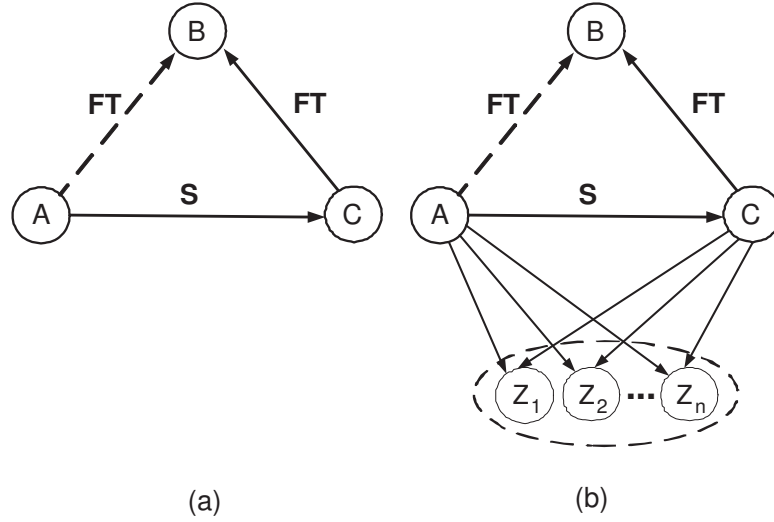 B B
FT FT FT FT
S S
A C A C
Z1 Z2 ... Zn
(a) (b)